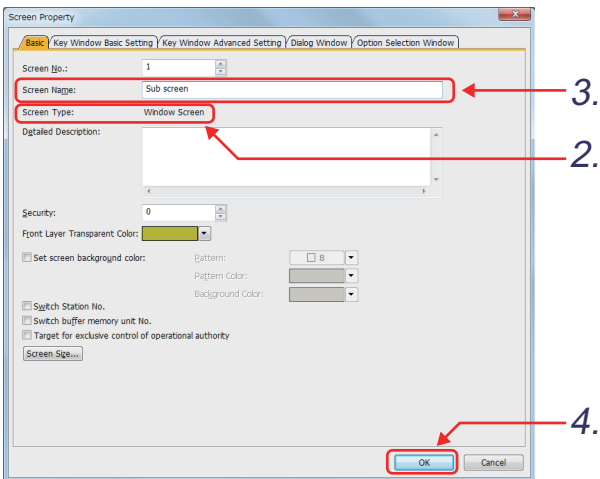 Screen Property
Basic Key Window Basic Setting Key Window Advanced Setting Dialog Window Option Selection Window
Screen No.: 1
Screen Name: Sub screen
3.
Screen Type: Window Screen
Detailed Description:
2.
Security: 0
Front Layer Transparent Color:
Set screen background color: Pattern: 8
Pattern Color:
Background Color:
Switch Station No.
Switch buffer memory unit No.
Target for exclusive control of operational authority
Screen Size...
4.
OK Cancel